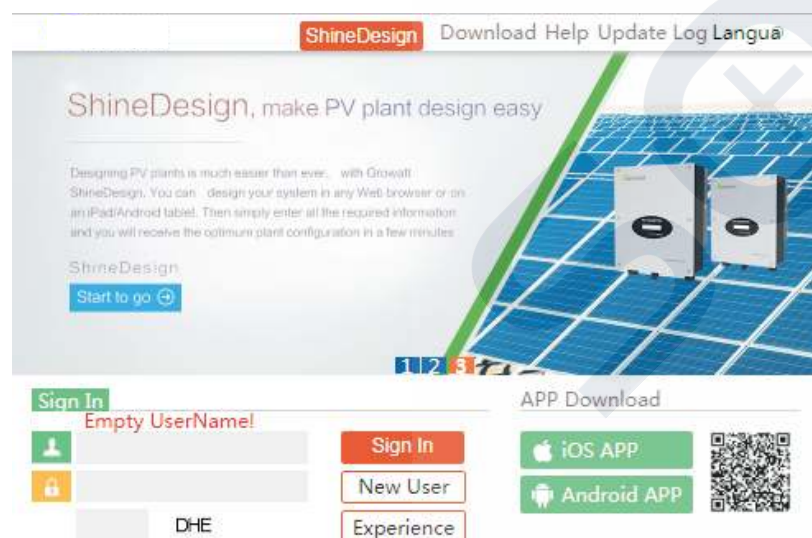 ShineDesign Download Help Update Log Langua
ShineDesign, make PV plant design easy
Designing PV plants is much easier than ever, with Growatt
ShineDesign. You can design your system in any Web browser or on
an iPad/Android tablet. Then simply enter all the required information
and you will receive the optimum plant configuration in a few minutes
ShineDesign
Start to go
1 2 3
Sign In
Empty UserName!
Sign In
New User
DHE
Experience
APP Download
iOS APP
Android APP